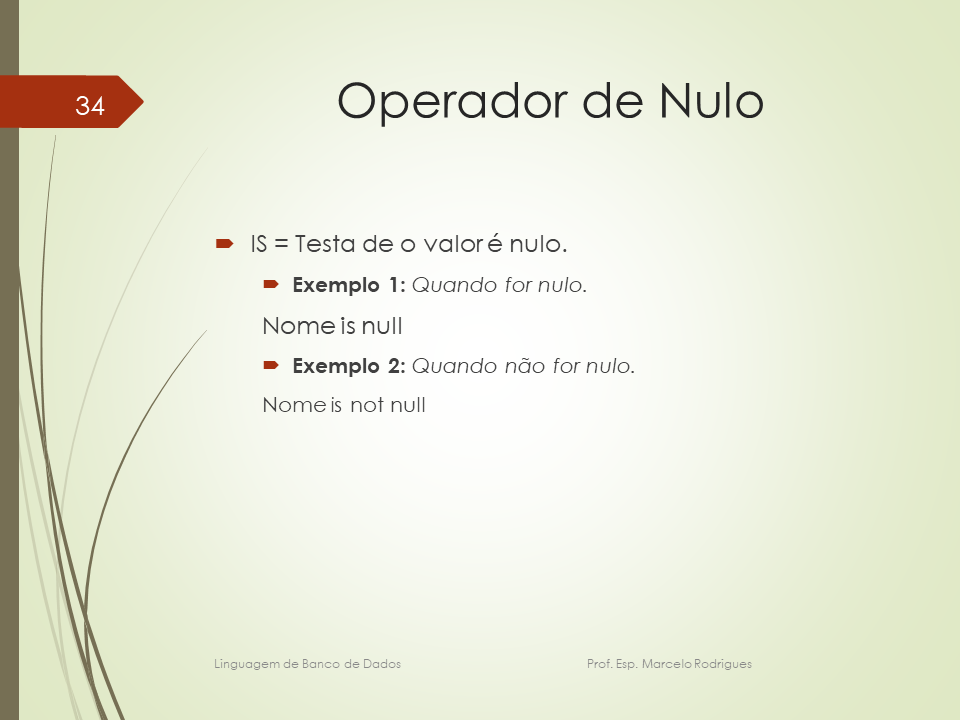 34
Operador de Nulo
IS = Testa de o valor é nulo.
Exemplo 1: Quando for nulo.
Nome is null
Exemplo 2: Quando não for nulo.
Nome is not null
Linguagem de Banco de Dados Prof. Esp. Marcelo Rodrigues